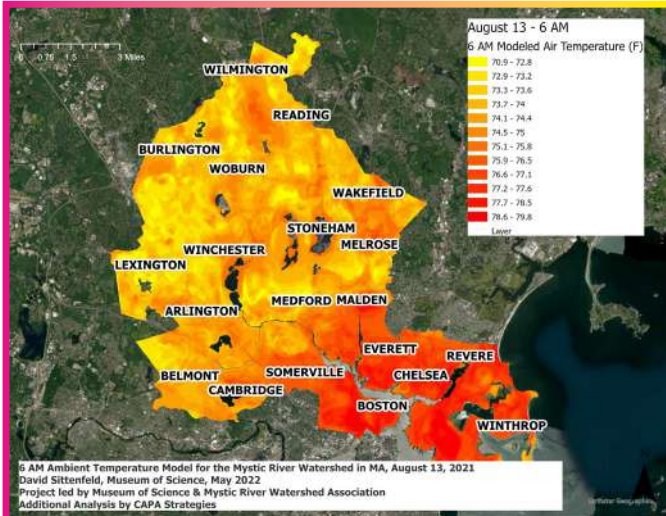 August 13 - 6 AM
6 AM Modeled Air Temperature (F)
70.9 - 72.8
72.9 - 73.2
73.3 - 73.6
73.7 - 74
74.1 - 74.4
74.5 - 75
75.1 - 75.8
75.9 - 76.5
76.6 - 77.1
77.2 - 77.6
77.7 - 78.5
78.6 - 79.8
Layer
0 0.75 1.5 3 Miles
WILMINGTON
READING
BURLINGTON
WOBURN
WAKEFIELD
STONEHAM
WINCHESTER
MELROSE
LEXINGTON
ARLINGTON
MEDFORD
MALDEN
EVERETT
REVERE
BELMONT
SOMERVILLE
CHELSEA
CAMBRIDGE
BOSTON
WINTHROP
6 AM Ambient Temperature Model for the Mystic River Watershed in MA, August 13, 2021
David Sittenfeld, Museum of Science, May 2022
Project led by Museum of Science & Mystic River Watershed Association
Additional Analysis by CAPA Strategies
Earthstar Geographics